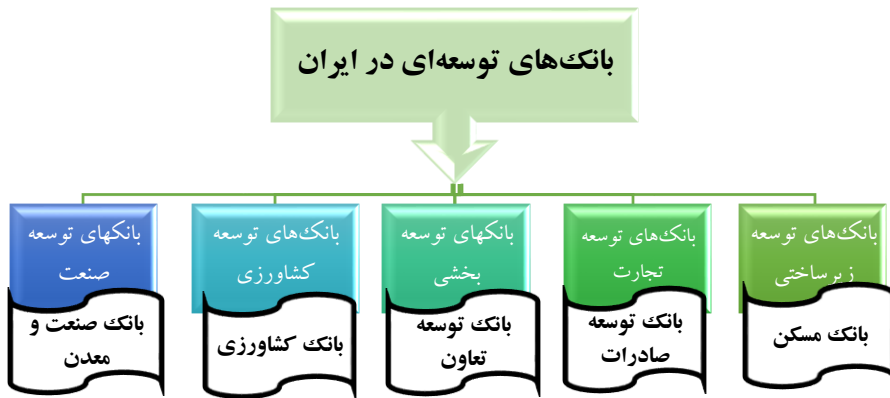 بانک‌های توسعه‌ای در ایران
بانک‌های توسعه
زیرساختی
بانک مسکن
بانک‌های توسعه
تجارت
بانک توسعه
صادرات
بانکهای توسعه
بخشی
بانک توسعه
تعاون
بانک‌های توسعه
کشاورزی
بانک کشاورزی
بانکهای توسعه
صنعت
بانک صنعت و
معدن